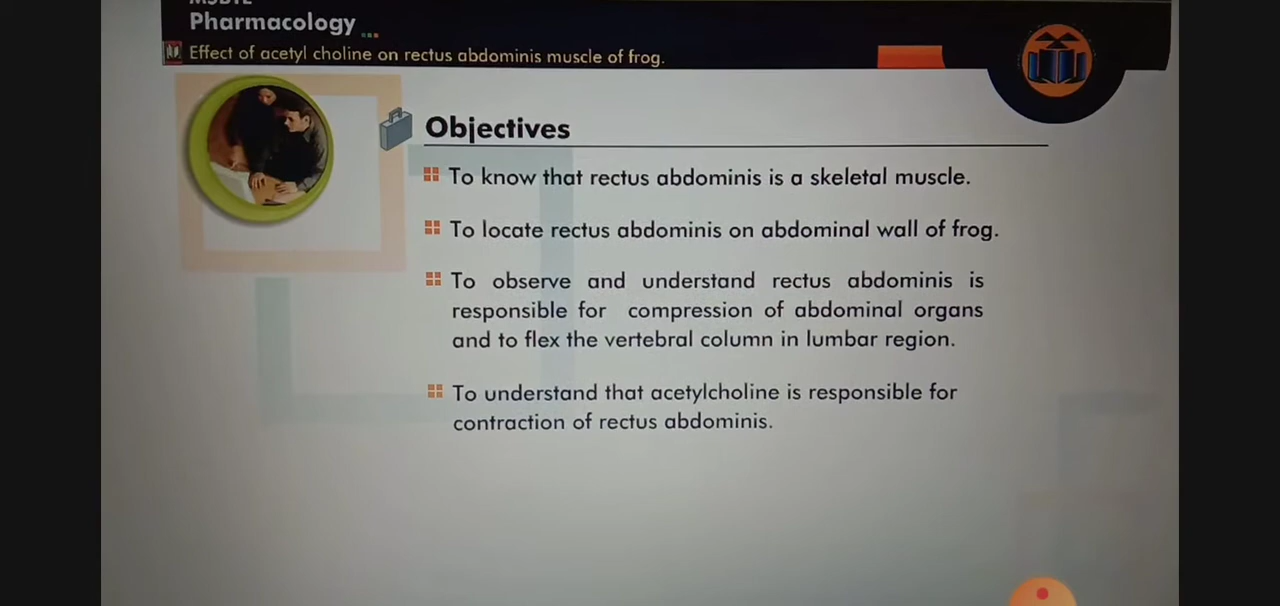 Pharmacology ...
Effect of acetyl choline on rectus abdominis muscle of frog.
Objectives
To know that rectus abdominis is a skeletal muscle.
To locate rectus abdominis on abdominal wall of frog.
To observe and understand rectus abdominis is
responsible for compression of abdominal organs
and to flex the vertebral column in lumbar region.
To understand that acetylcholine is responsible for
contraction of rectus abdominis.